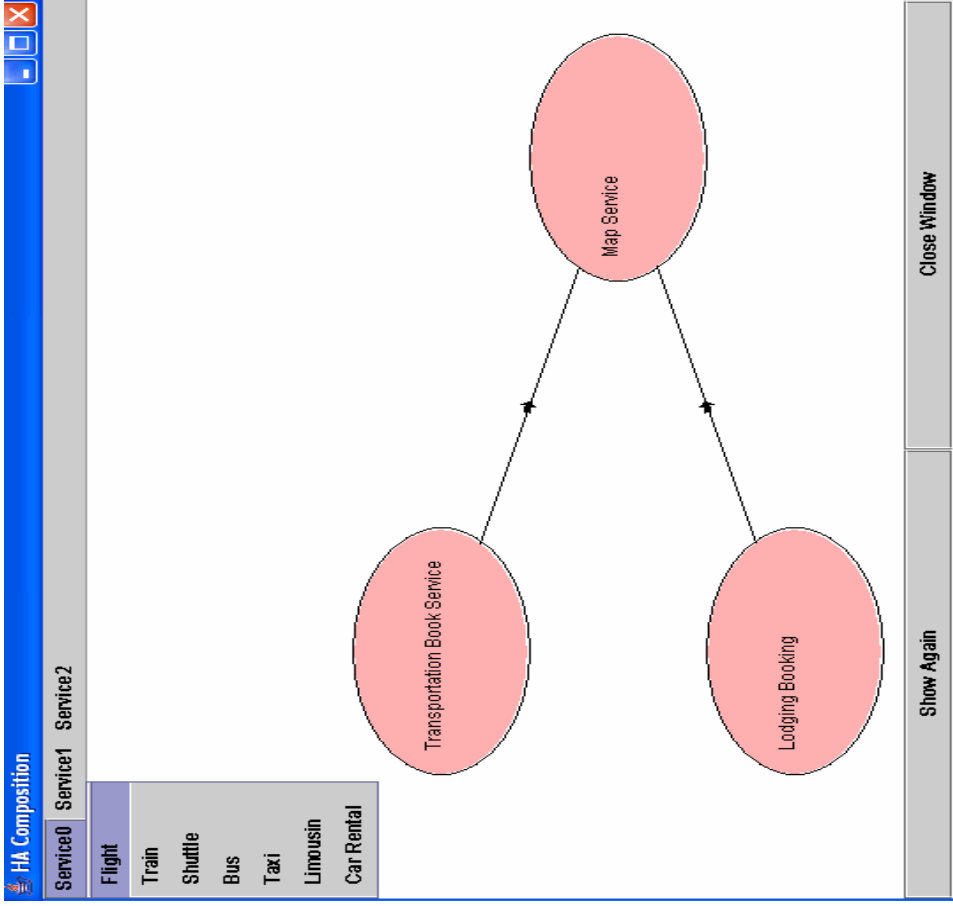 HA Composition
Service0 Service1 Service2
Flight
Train
Shuttle
Bus
Taxi
Limousin
Car Rental
Transportation Book Service
Map Service
Lodging Booking
Show Again Close Window